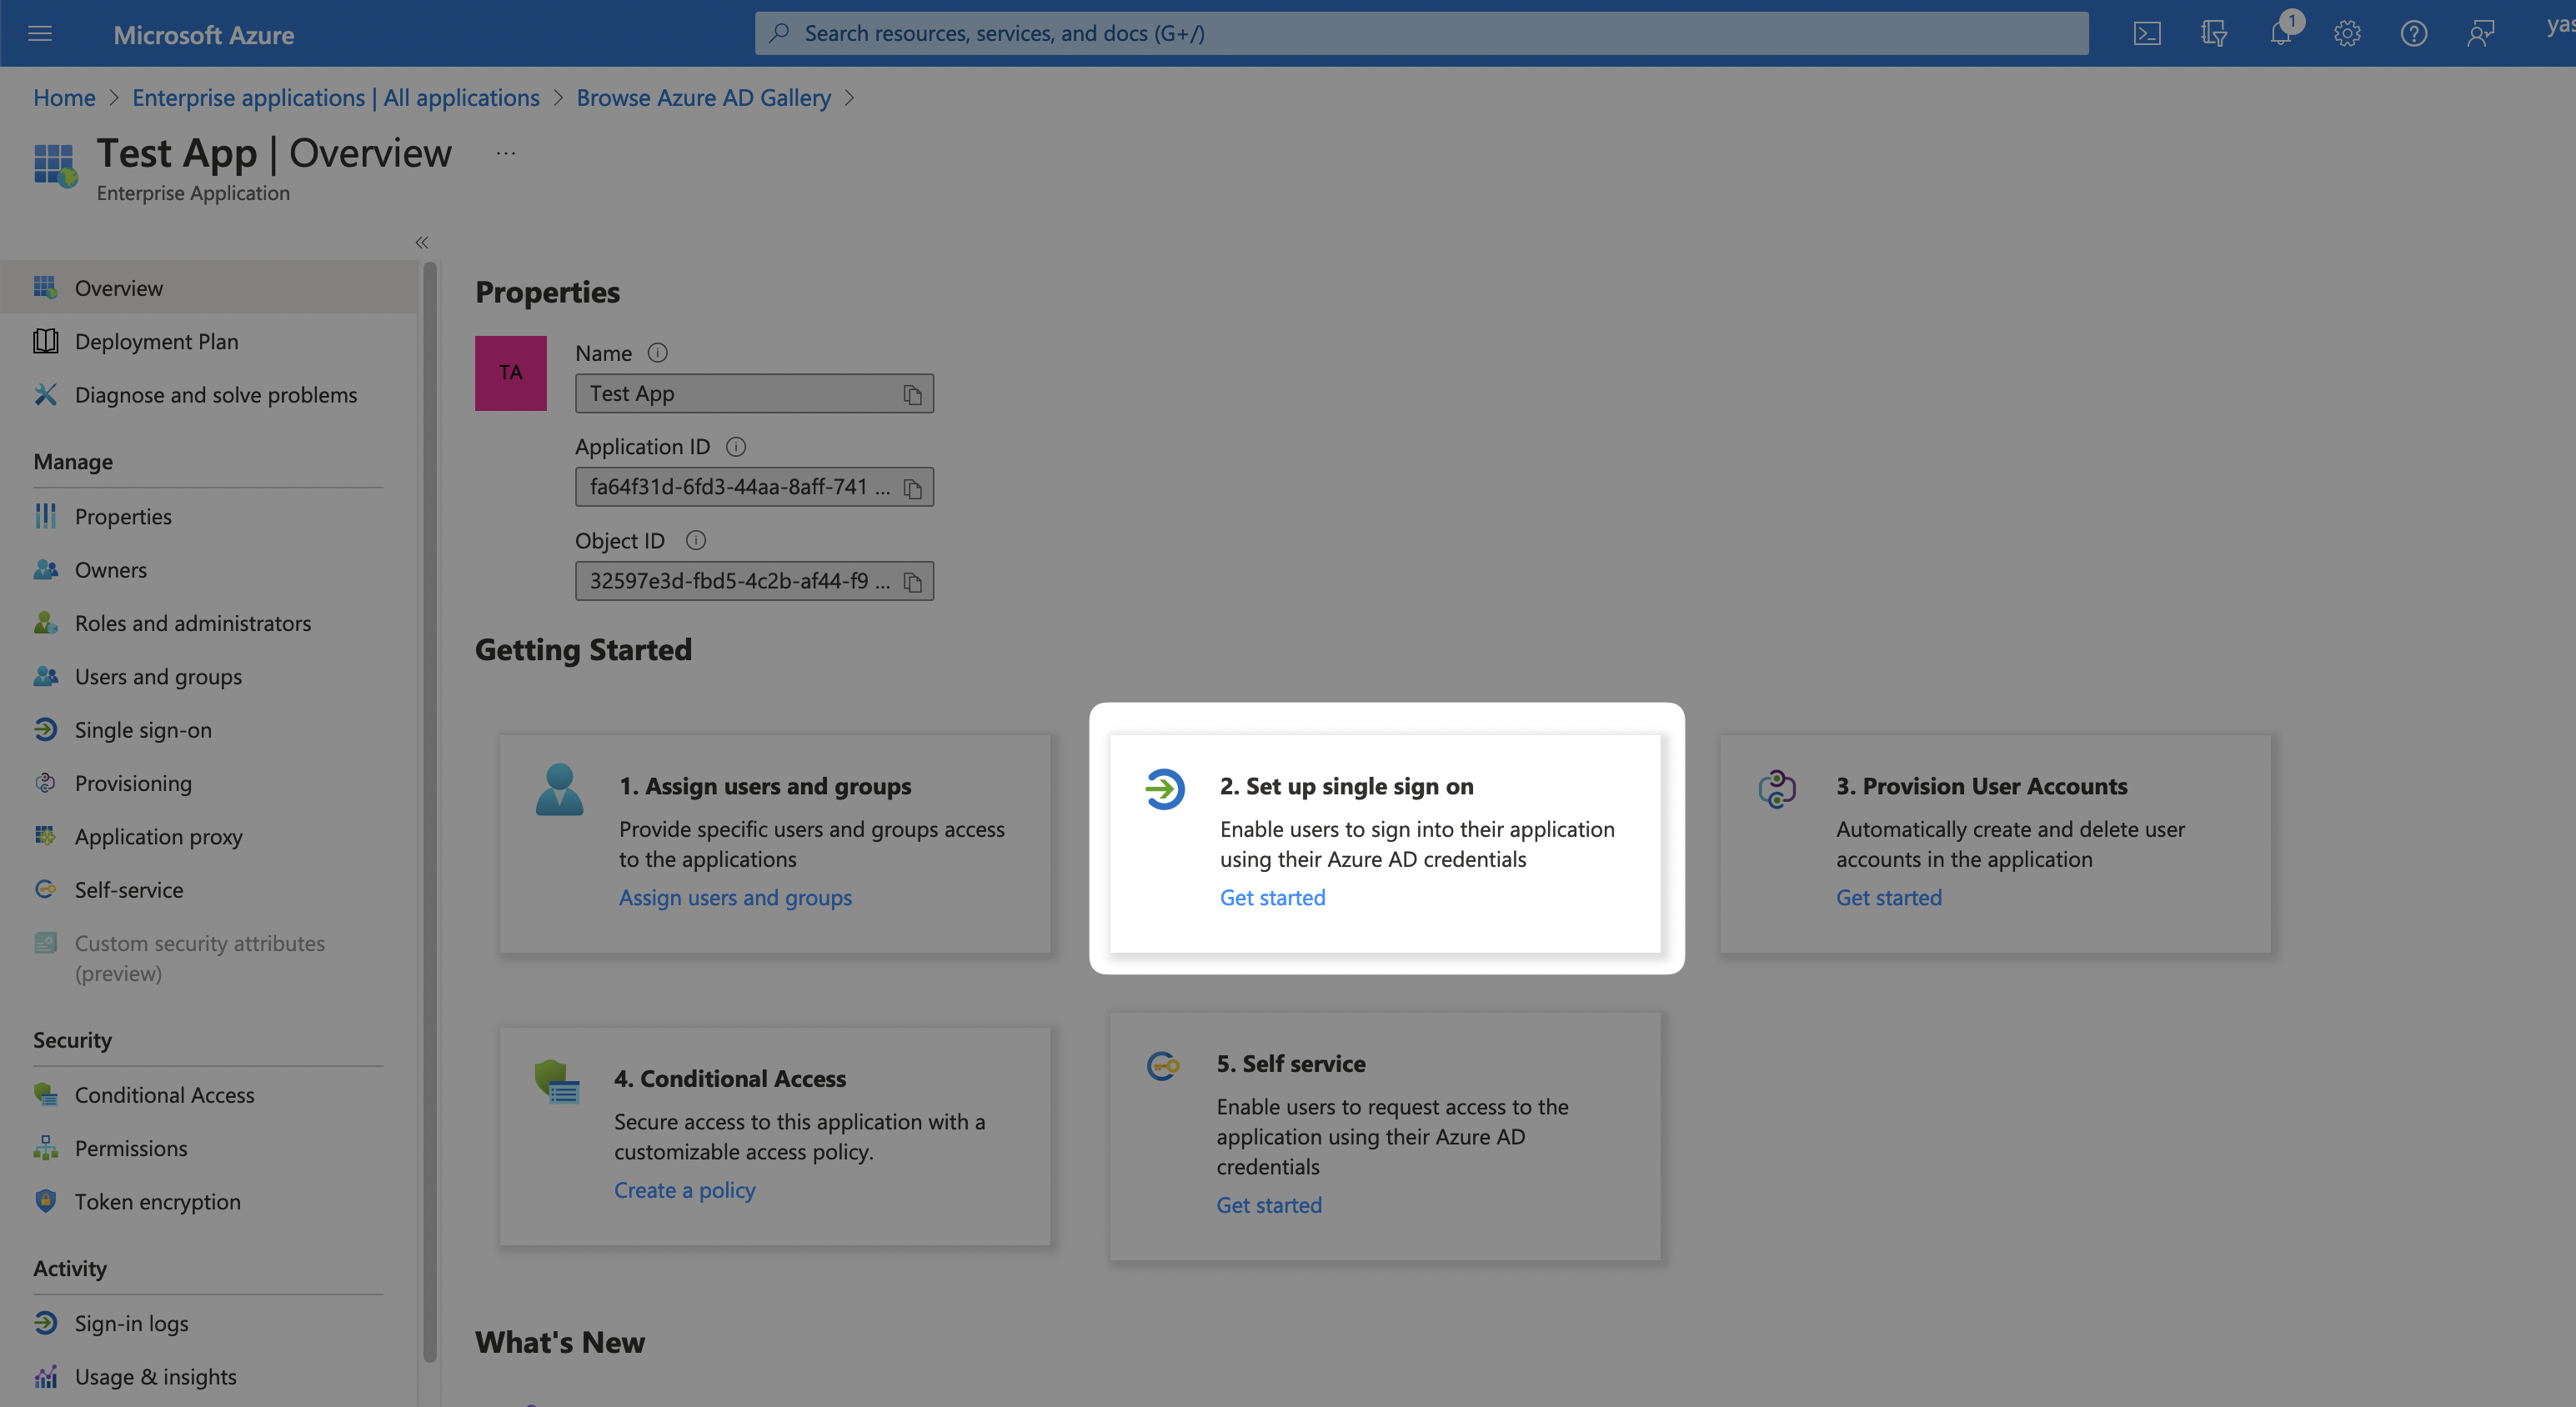 Microsoft Azure
Search resources, services, and docs (G+/)
1
yas
Home > Enterprise applications | All applications > Browse Azure AD Gallery >
Test App | Overview ...
Enterprise Application
«
Overview
Deployment Plan
Diagnose and solve problems
Manage
Properties
Owners
Roles and administrators
Users and groups
Single sign-on
Provisioning
Application proxy
Self-service
Custom security attributes
(preview)
Security
Conditional Access
Permissions
Token encryption
Activity
Sign-in logs
Usage & insights
Properties
TA
Name
Test App
Application ID
fa64f31d-6fd3-44aa-8aff-741 ...
Object ID
32597e3d-fbd5-4c2b-af44-f9 ...
Getting Started
1. Assign users and groups
Provide specific users and groups access
to the applications
Assign users and groups
2. Set up single sign on
Enable users to sign into their application
using their Azure AD credentials
Get started
3. Provision User Accounts
Automatically create and delete user
accounts in the application
Get started
4. Conditional Access
Secure access to this application with a
customizable access policy.
Create a policy
5. Self service
Enable users to request access to the
application using their Azure AD
credentials
Get started
What's New